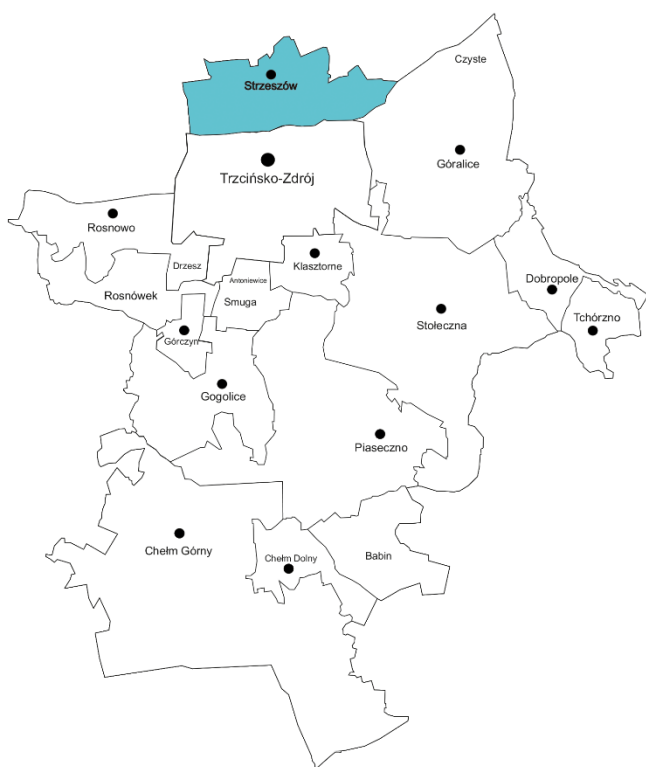 Czyste
Strzeszów
Góralice
Trzcińsko-Zdrój
Rosnowo
Klasztorne
Drzesz
Antoniewice
Dobropole
Rosnówek
Smuga
Stołeczna
Tchórzno
Górczyn
Gogolice
Piaseczno
Chełm Górny
Chełm Dolny
Babin